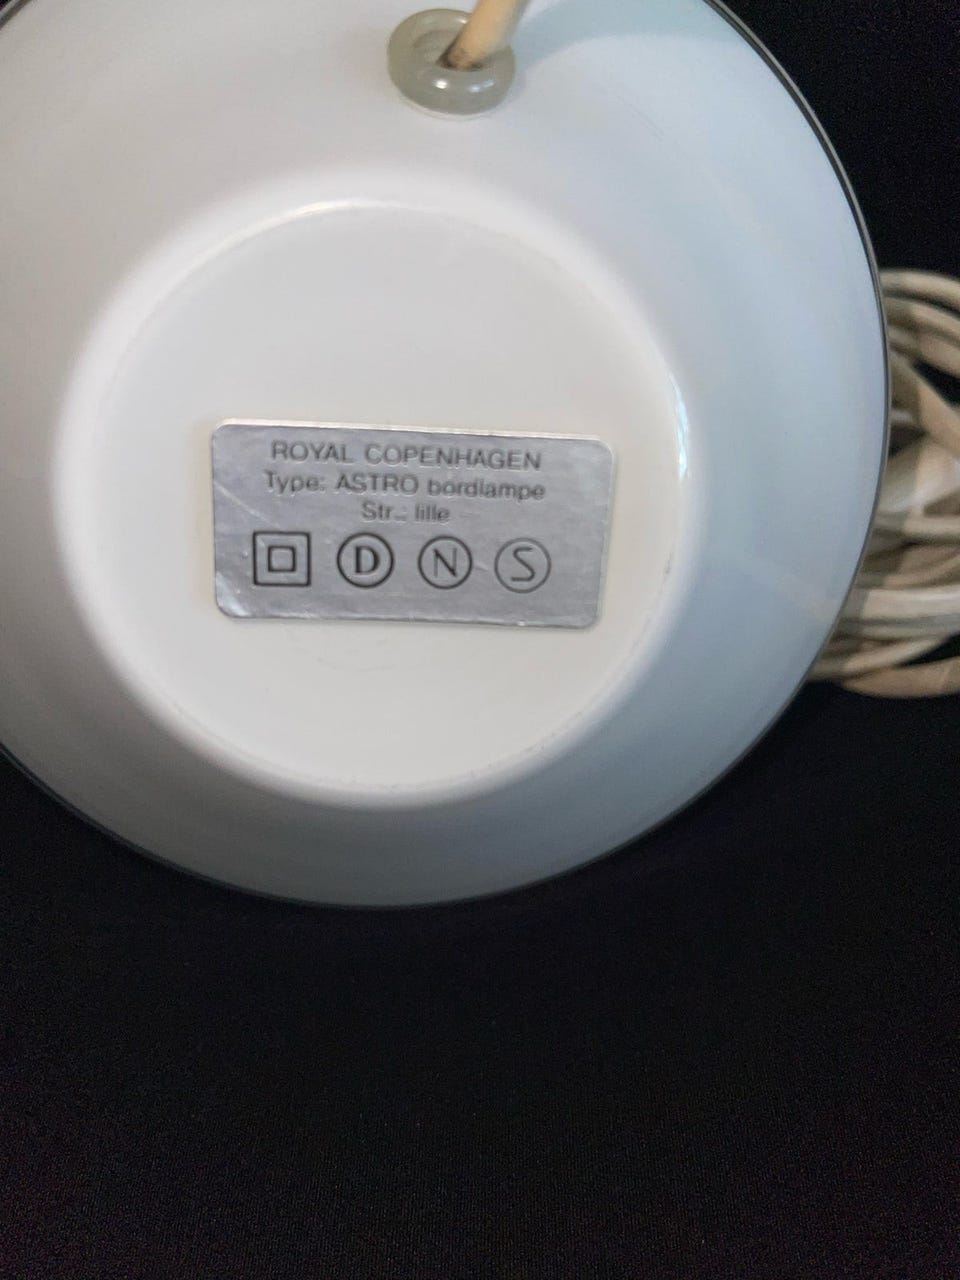 ROYAL COPENHAGEN
Type: ASTRO bordlampe
Str.: lille
D N S